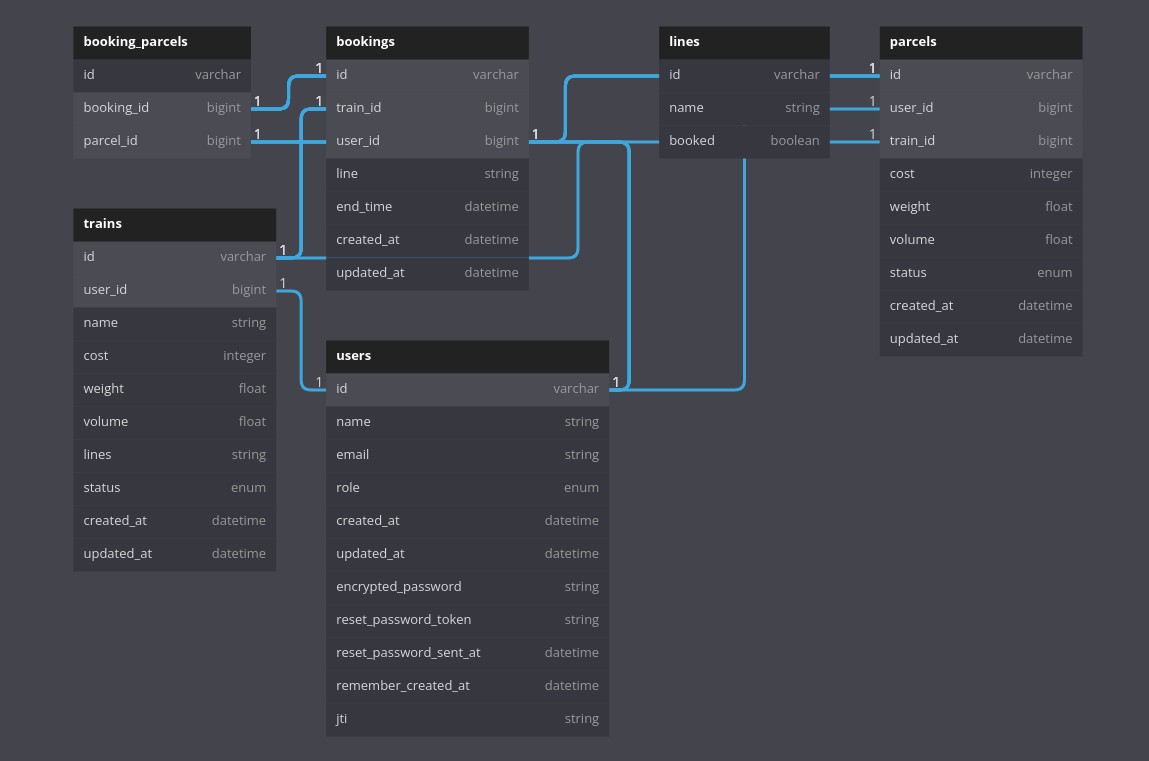 booking_parcels
id varchar
booking_id bigint
parcel_id bigint
bookings
id varchar
train_id bigint
user_id bigint
line string
end_time datetime
created_at datetime
updated_at datetime
lines
id varchar
name string
booked boolean
parcels
id varchar
user_id bigint
train_id bigint
cost integer
weight float
volume float
status enum
created_at datetime
updated_at datetime
trains
id varchar
user_id bigint
name string
cost integer
weight float
volume float
lines string
status enum
created_at datetime
updated_at datetime
users
id varchar
name string
email string
role enum
created_at datetime
updated_at datetime
encrypted_password string
reset_password_token string
reset_password_sent_at datetime
remember_created_at datetime
jti string
1
1
1
1
1
1
1
1
1
1
1
1